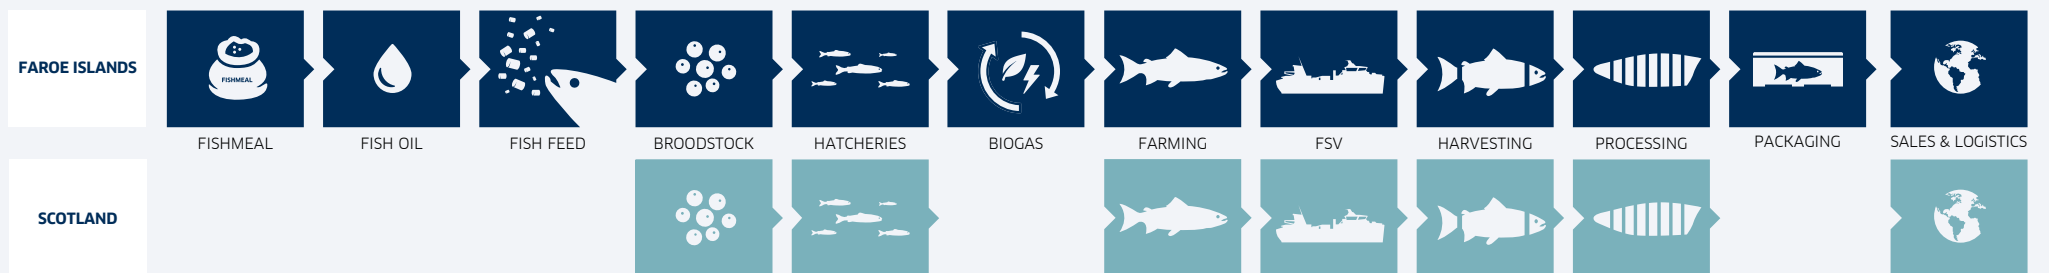 FAROE ISLANDS
FISHMEAL
FISHMEAL
FISH OIL
FISH FEED
BROODSTOCK
HATCHERIES
BIOGAS
FARMING
FSV
HARVESTING
PROCESSING
PACKAGING
SALES & LOGISTICS
SCOTLAND